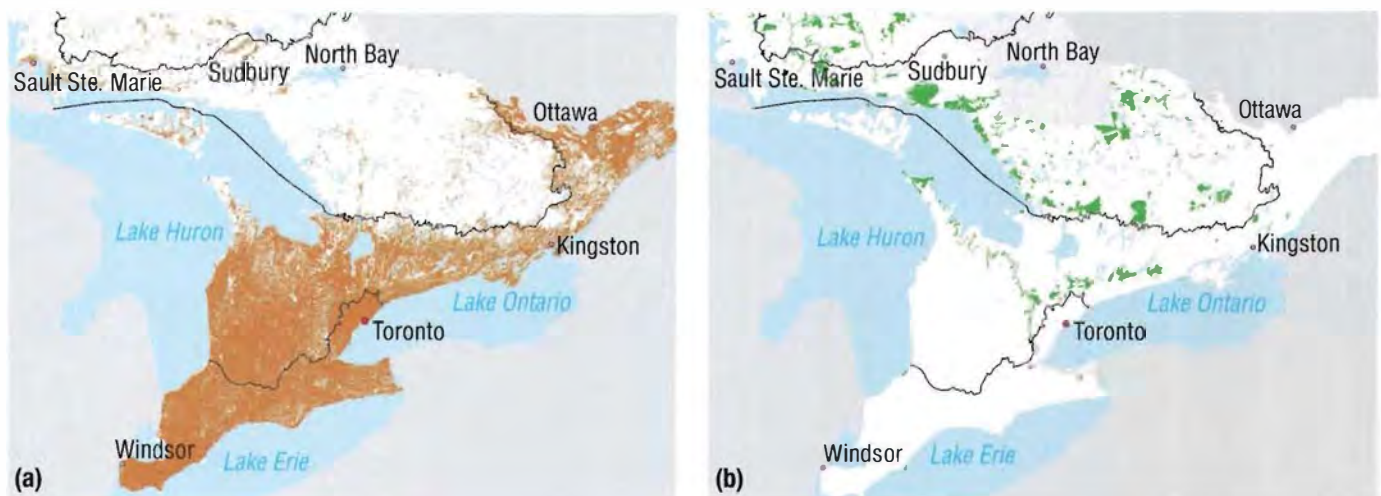 North Bay
Sault Ste. Marie
Sudbury
Ottawa
Lake Huron
Kingston
Lake Ontario
Toronto
Windsor
Lake Erie
(a)
North Bay
Sault Ste. Marie
Sudbury
Ottawa
Lake Huron
Kingston
Lake Ontario
Toronto
Windsor
Lake Erie
(b)